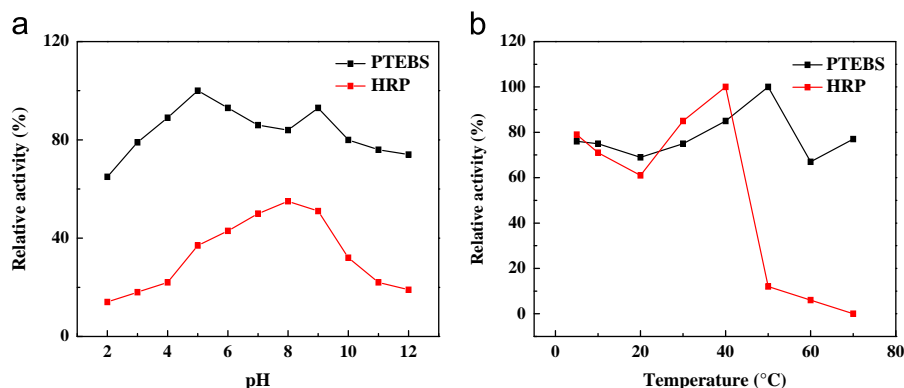 a
Relative activity (%)
120
80
40
0
2 4 6 8 10 12
pH
PTEBS
HRP
b
Relative activity (%)
120
100
80
60
40
20
0
0 20 40 60 80
Temperature (°C)
PTEBS
HRP